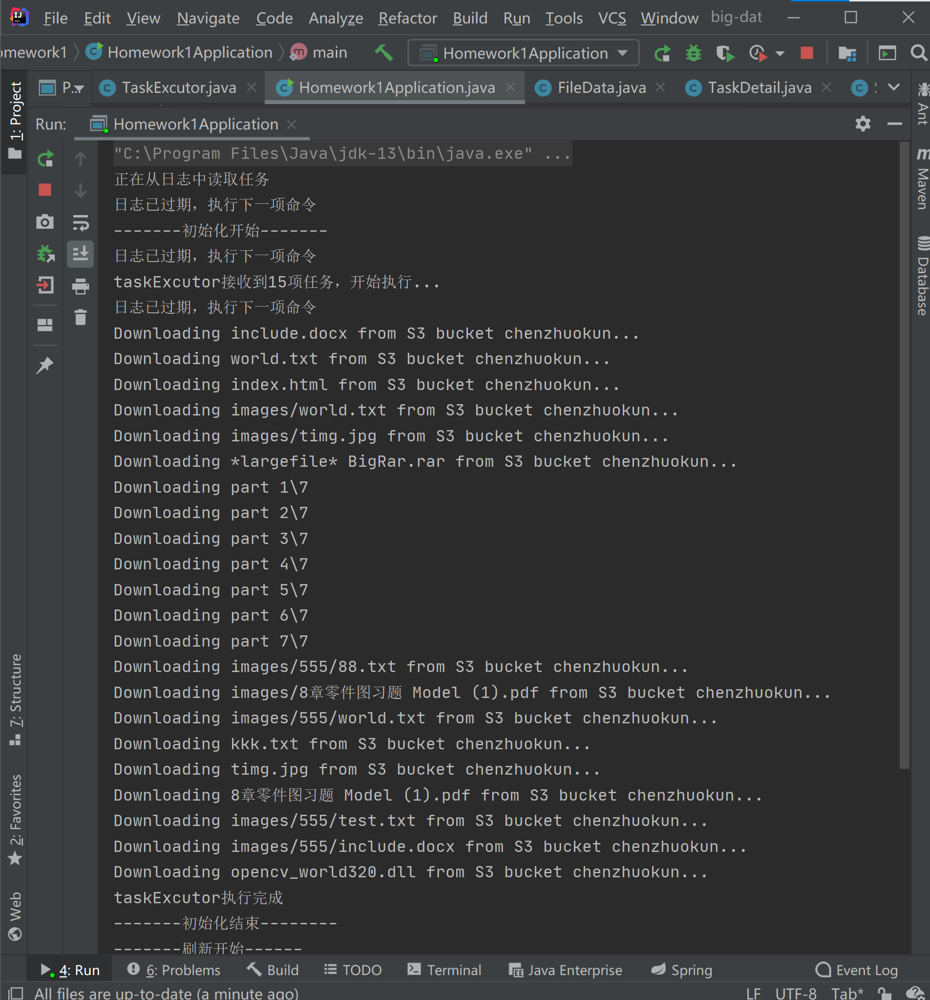 File Edit View Navigate Code Analyze Refactor Build Run Tools VCS Window big-dat
omework1 Homework1Application main Homework1Application
P... TaskExcutor.java Homework1Application.java FileData.java TaskDetail.java
Run: Homework1Application
"C:\Program Files\Java\jdk-13\bin\java.exe" ...
正在从日志中读取任务
日志已过期，执行下一项命令
-------初始化开始-------
日志已过期，执行下一项命令
taskExcutor接收到15项任务，开始执行...
日志已过期，执行下一项命令
Downloading include.docx from S3 bucket chenzhuokun...
Downloading world.txt from S3 bucket chenzhuokun...
Downloading index.html from S3 bucket chenzhuokun...
Downloading images/world.txt from S3 bucket chenzhuokun...
Downloading images/timg.jpg from S3 bucket chenzhuokun...
Downloading *largefile* BigRar.rar from S3 bucket chenzhuokun...
Downloading part 1\7
Downloading part 2\7
Downloading part 3\7
Downloading part 4\7
Downloading part 5\7
Downloading part 6\7
Downloading part 7\7
Downloading images/555/88.txt from S3 bucket chenzhuokun...
Downloading images/8章零件图习题 Model (1).pdf from S3 bucket chenzhuokun...
Downloading images/555/world.txt from S3 bucket chenzhuokun...
Downloading kkk.txt from S3 bucket chenzhuokun...
Downloading timg.jpg from S3 bucket chenzhuokun...
Downloading 8章零件图习题 Model (1).pdf from S3 bucket chenzhuokun...
Downloading images/555/test.txt from S3 bucket chenzhuokun...
Downloading images/555/include.docx from S3 bucket chenzhuokun...
Downloading opencv_world320.dll from S3 bucket chenzhuokun...
taskExcutor执行完成
-------初始化结束--------
-------刷新开始------
1: Project
7: Structure
2: Favorites
Web
Ant
Maven
Database
4: Run 6: Problems Build TODO Terminal Java Enterprise Spring Event Log
All files are up-to-date (a minute ago) LF UTF-8 Tab*